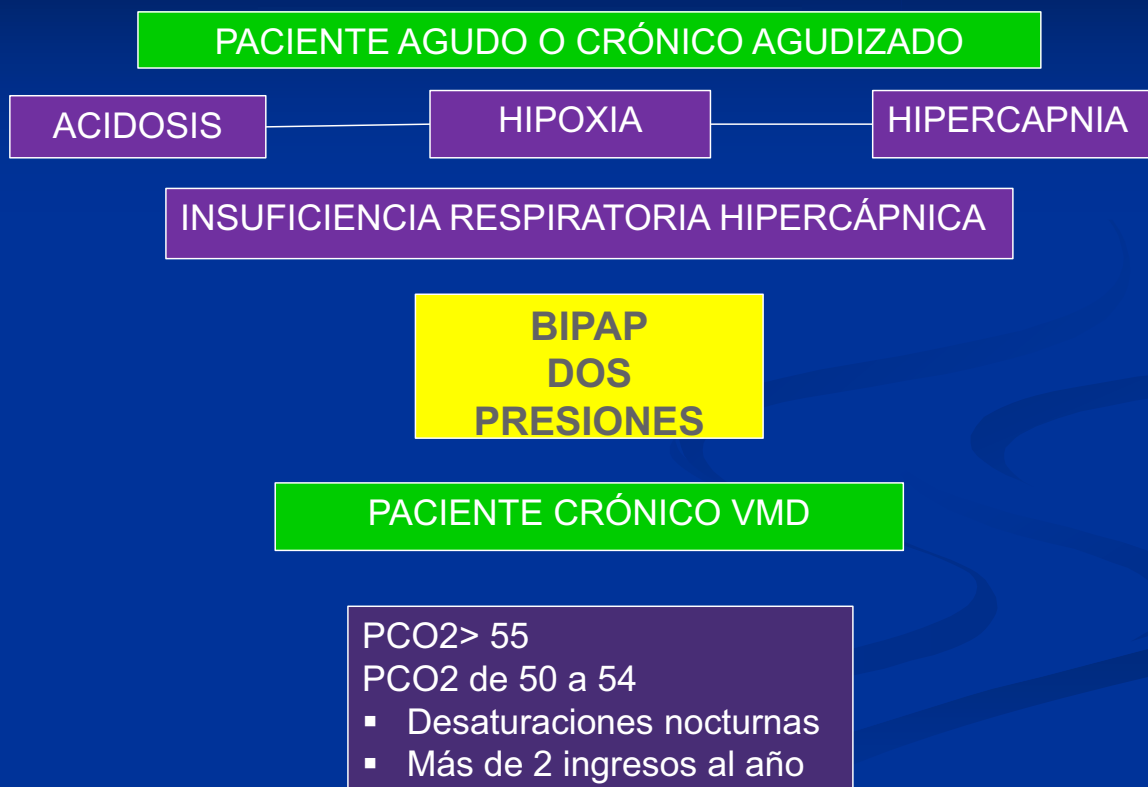 PACIENTE AGUDO O CRÓNICO AGUDIZADO
ACIDOSIS
HIPOXIA
HIPERCAPNIA
INSUFICIENCIA RESPIRATORIA HIPERCÁPNICA
BIPAP
DOS
PRESIONES
PACIENTE CRÓNICO VMD
PCO2> 55
PCO2 de 50 a 54
▪ Desaturaciones nocturnas
▪ Más de 2 ingresos al año